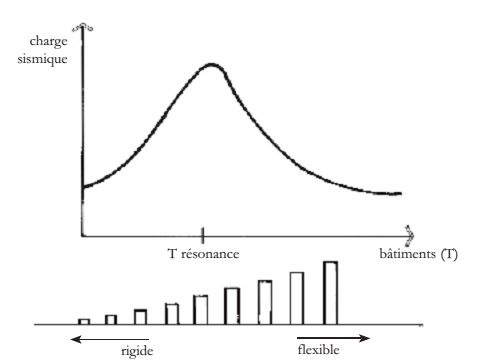 charge
sismique
T résonance
bâtiments (T)
rigide
flexible